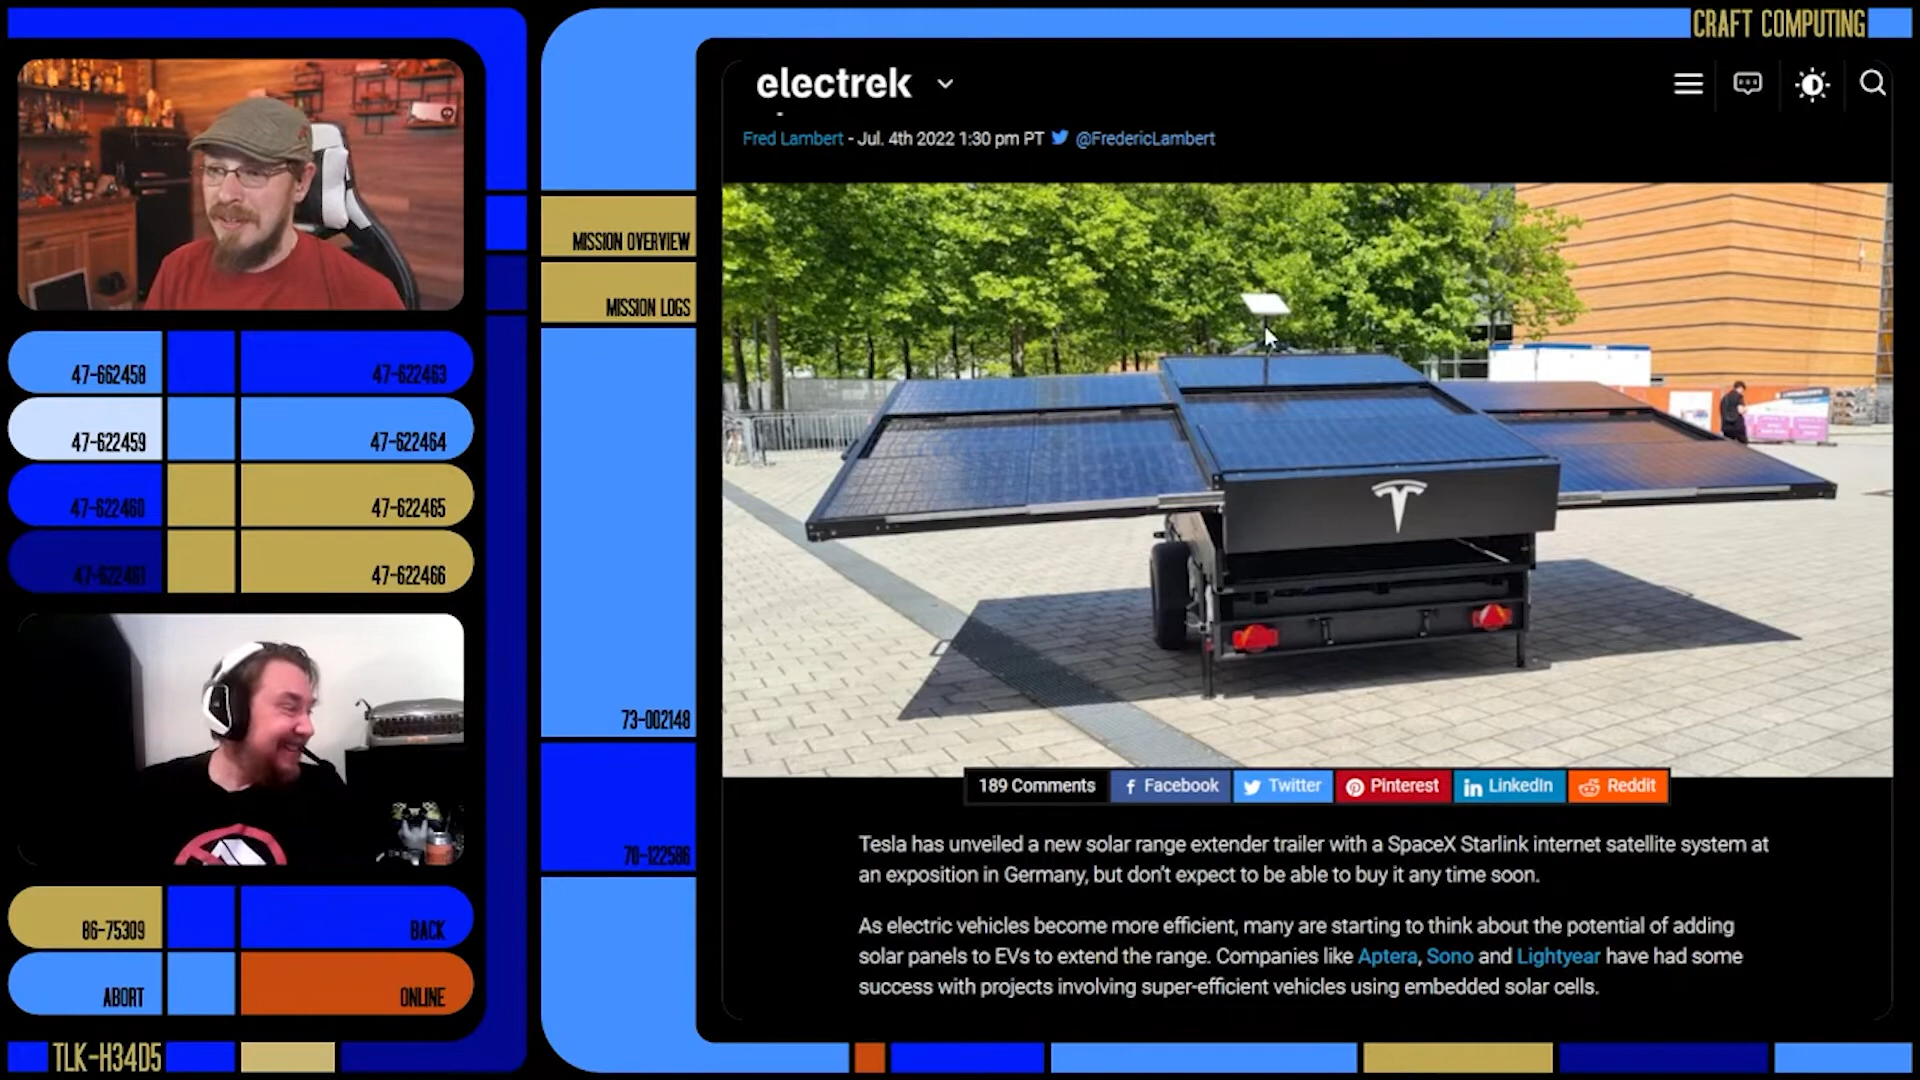 CRAFT COMPUTING
electrek
Fred Lambert - Jul. 4th 2022 1:30 pm PT @FredericLambert
MISSION OVERVIEW
MISSION LOGS
47-662458
47-622463
47-622459
47-622464
47-622460
47-622465
47-622461
47-622466
73-002148
70-122586
86-75309
BACK
ABORT
ONLINE
TLK-H34D5
189 Comments
Facebook
Twitter
Pinterest
LinkedIn
Reddit
Tesla has unveiled a new solar range extender trailer with a SpaceX Starlink internet satellite system at
an exposition in Germany, but don't expect to be able to buy it any time soon.
As electric vehicles become more efficient, many are starting to think about the potential of adding
solar panels to EVs to extend the range. Companies like Aptera, Sono and Lightyear have had some
success with projects involving super-efficient vehicles using embedded solar cells.